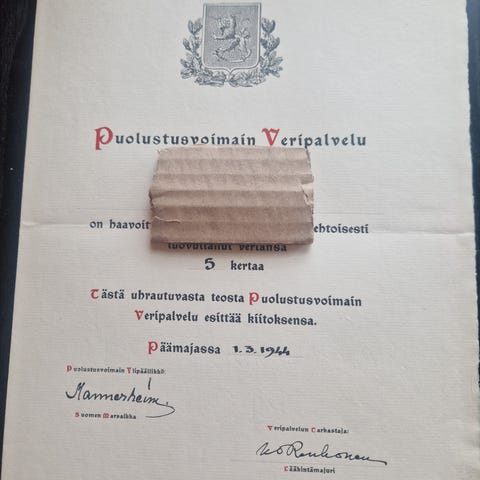 Puolustusvoimain Veripalvelu
on haavoit ehtoisesti
luovuttanut vertansa
5 kertaa
Tästä uhrautuvasta teosta Puolustusvoimain
Veripalvelu esittää kiitoksensa.
Päämajassa 1.3.1944
Puolustusvoimain Ylipäällikkö:
Mannerheim.
Suomen Marsalkka
Veripalvelun Tarkastaja:
Lääkintämajuri